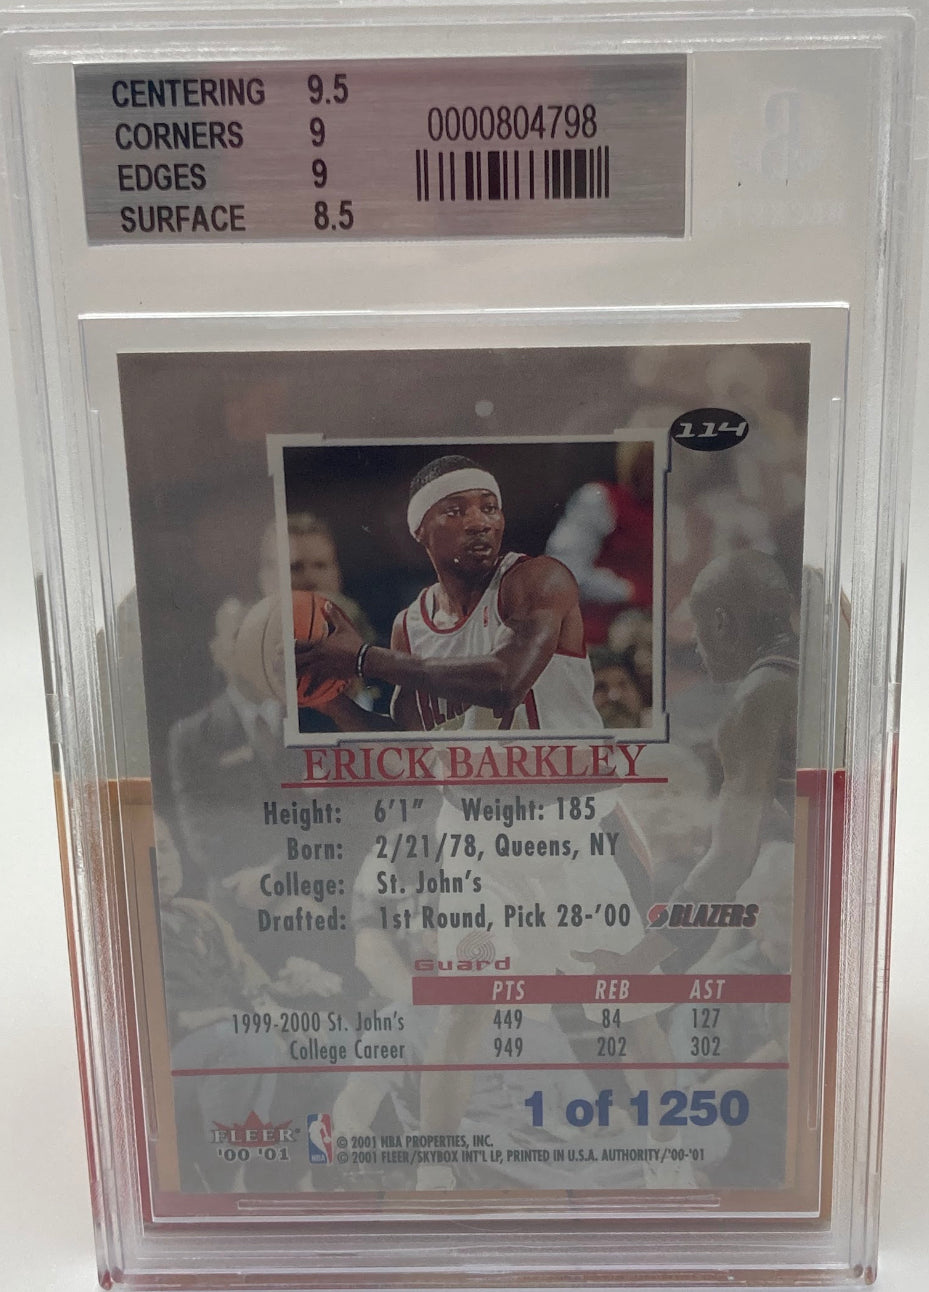 CENTERING 9.5
CORNERS 9
EDGES 9
SURFACE 8.5
0000804798
114
ERICK BARKLEY
Height: 6'1" Weight: 185
Born: 2/21/78, Queens, NY
College: St. John's
Drafted: 1st Round, Pick 28-'00 BLAZERS
Guard
PTS REB AST
1999-2000 St. John's 449 84 127
College Career 949 202 302
1 of 1250
FLEER
'00 '01
© 2001 NBA PROPERTIES, INC.
© 2001 FLEER/SKYBOX INT'L LP, PRINTED IN U.S.A. AUTHORITY/'00-'01